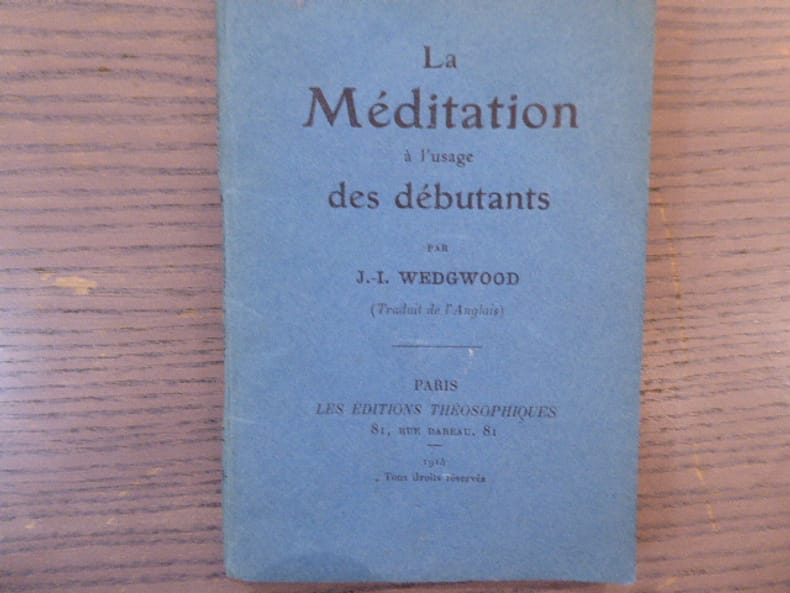 La
Méditation
à l'usage
des débutants
PAR
J.-I. WEDGWOOD
(Traduit de l'Anglais)
PARIS
LES ÉDITIONS THÉOSOPHIQUES
81, RUE DAREAU, 81
Tous droits réservés